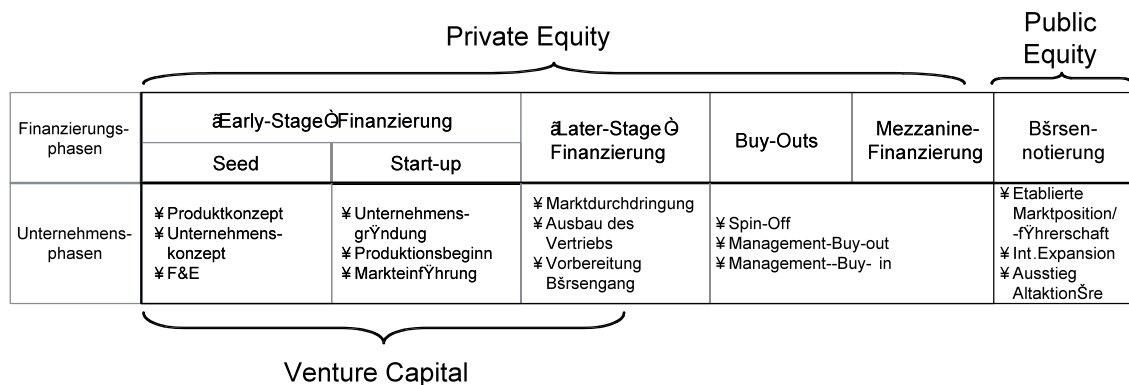 Private Equity
Public
Equity
Finanzierungs-
phasen
ãEarly-StageÒ-Finanzierung
Seed
Start-up
ãLater-StageÒ-
Finanzierung
Buy-Outs
Mezzanine-
Finanzierung
Bšrsen-
notierung
Unternehmens-
phasen
¥ Produktkonzept
¥ Unternehmens-
konzept
¥ F&E
¥ Unternehmens-
grŸndung
¥ Produktionsbeginn
¥ MarkteinfŸhrung
¥ Marktdurchdringung
¥ Ausbau des
Vertriebs
¥ Vorbereitung
Bšrsengang
¥ Spin-Off
¥ Management-Buy-out
¥ Management--Buy- in
¥ Etablierte
Marktposition/
-fŸhrerschaft
¥ Int.Expansion
¥ Ausstieg
AltaktionŠre
Venture Capital